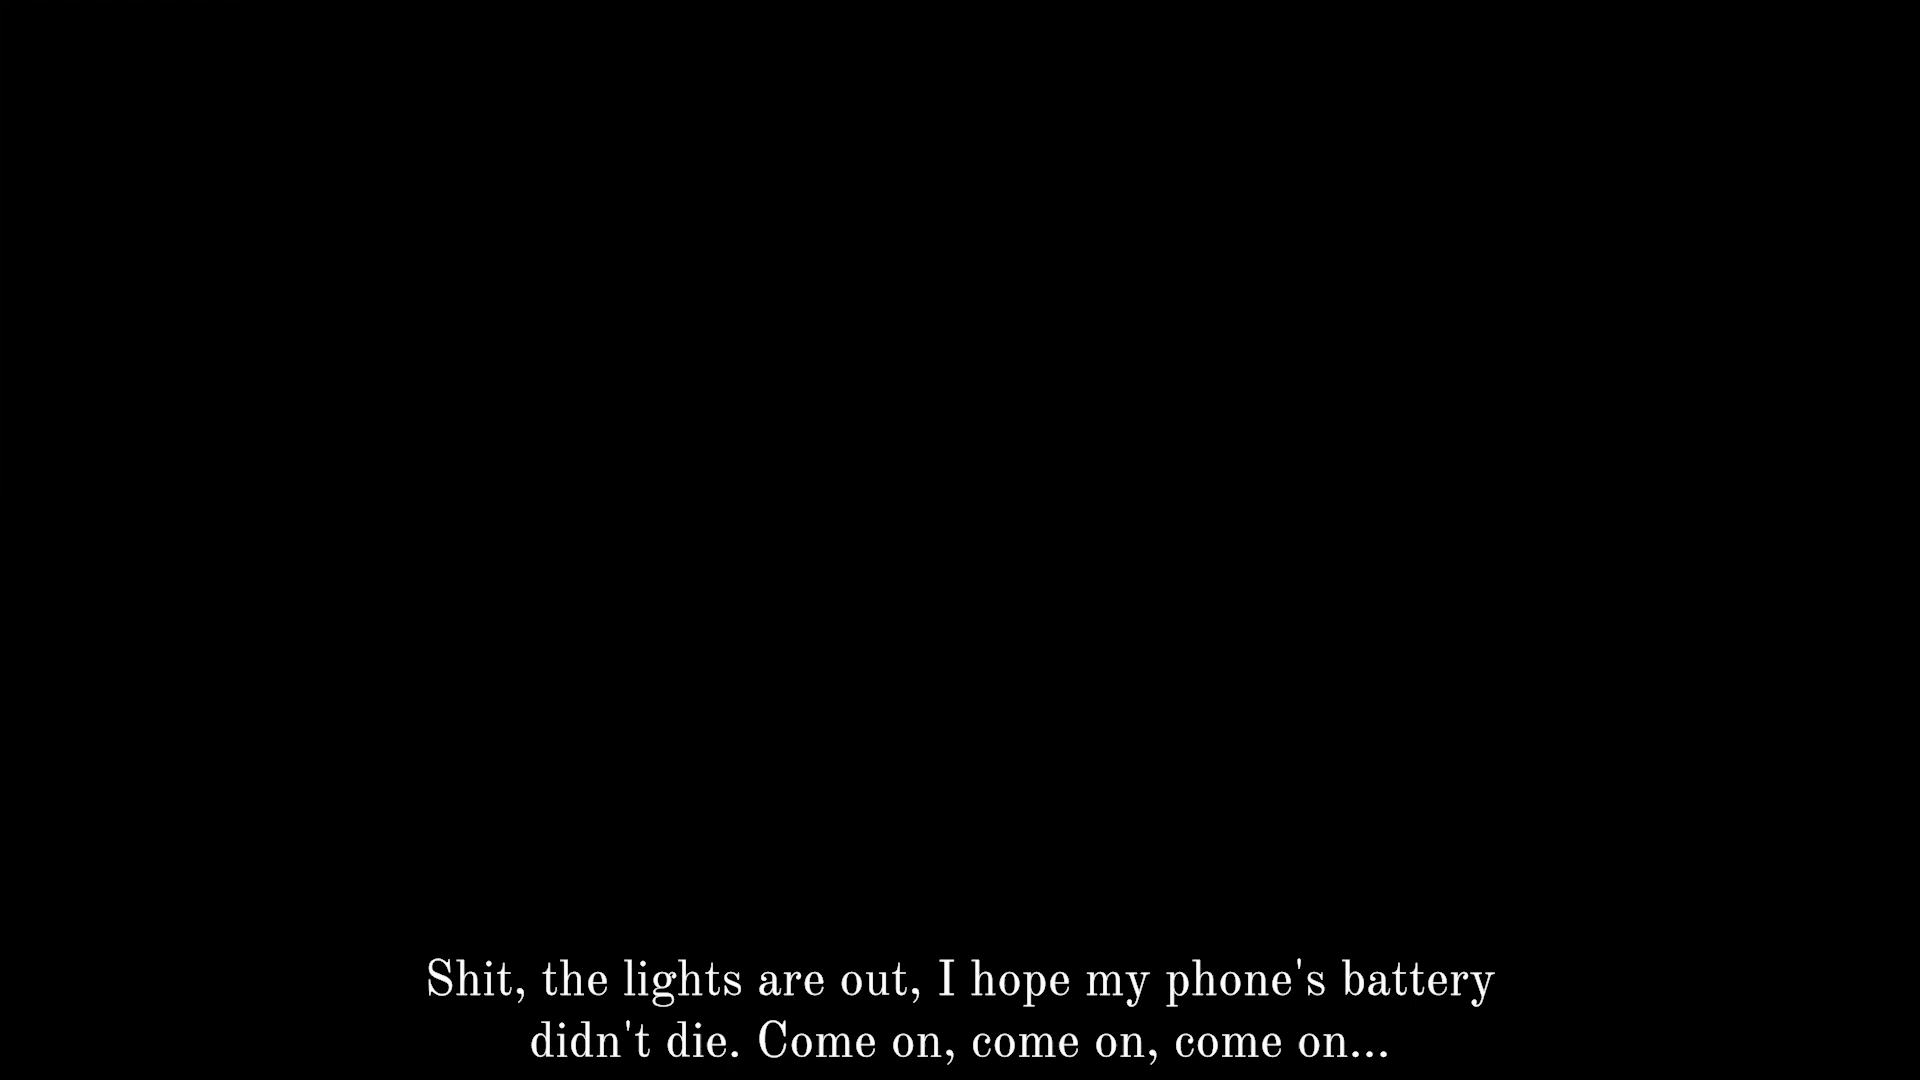 Shit, the lights are out, I hope my phone's battery
didn't die. Come on, come on, come on...